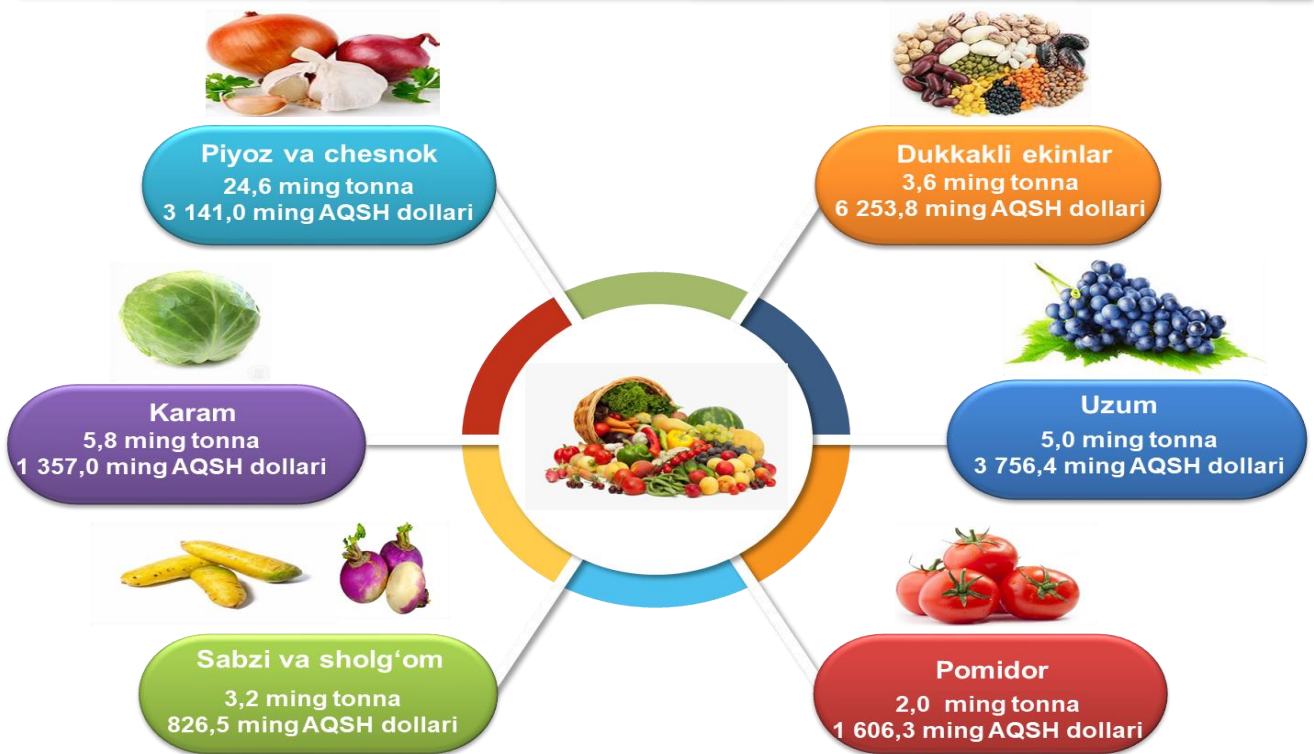 Piyoz va chesnok
24,6 ming tonna
3 141,0 ming AQSH dollari
Dukkakli ekinlar
3,6 ming tonna
6 253,8 ming AQSH dollari
Karam
5,8 ming tonna
1 357,0 ming AQSH dollari
Uzum
5,0 ming tonna
3 756,4 ming AQSH dollari
Sabzi va sholg‘om
3,2 ming tonna
826,5 ming AQSH dollari
Pomidor
2,0 ming tonna
1 606,3 ming AQSH dollari